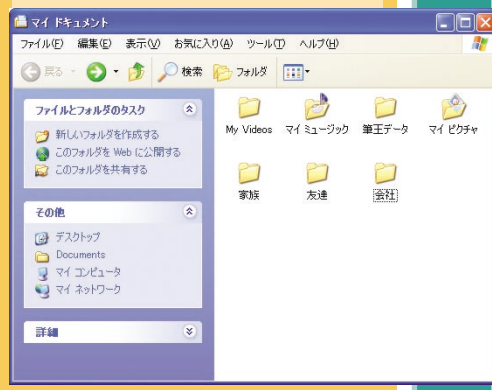 マイ ドキュメント
ファイル(F) 編集(E) 表示(V) お気に入り(A) ツール(T) ヘルプ(H)
戻る 検索 フォルダ
ファイルとフォルダのタスク
新しいフォルダを作成する
このフォルダを Web に公開する
このフォルダを共有する
その他
デスクトップ
Documents
マイ コンピュータ
マイ ネットワーク
詳細
My Videos マイ ミュージック 筆王データ マイ ピクチャ
家族 友達 会社